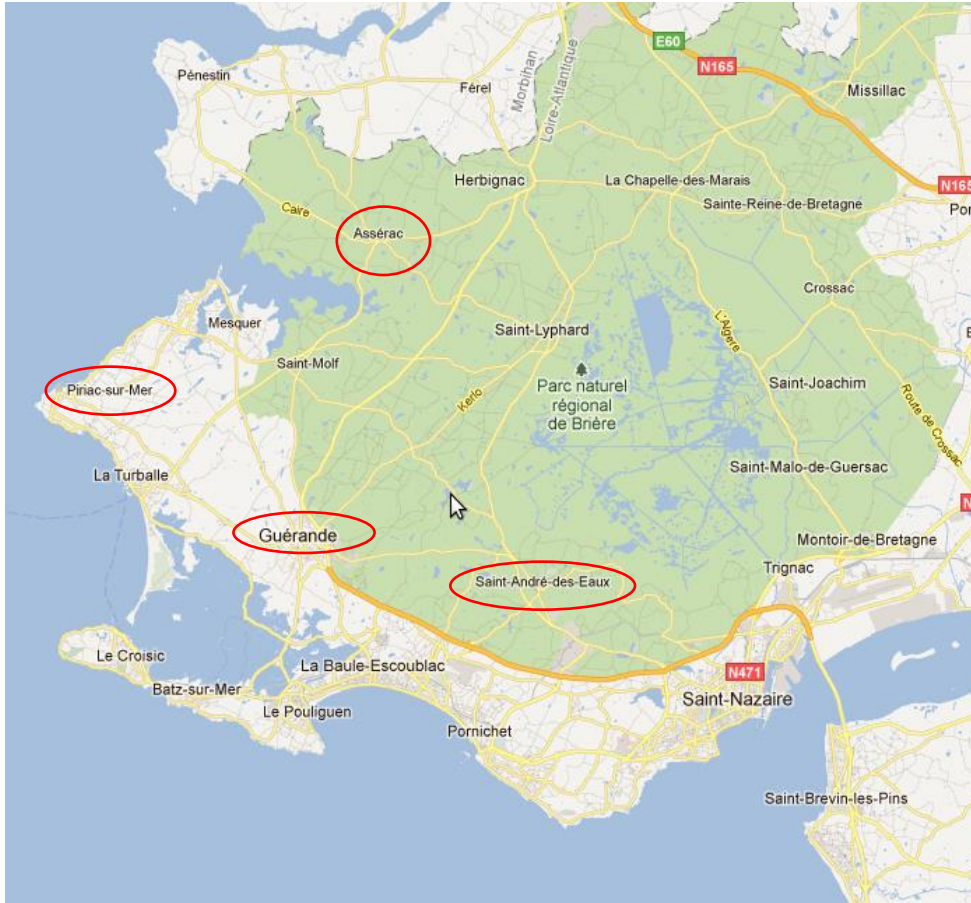 E60
N165
Pénestin
Férel
Morbihan
Loire-Atlantique
Missillac
Herbignac
La Chapelle-des-Marais
N165
Sainte-Reine-de-Bretagne
Pon
Caire
Assérac
Crossac
Mesquer
L'Algere
Saint-Lyphard
Saint-Molf
Parc naturel
régional
de Brière
Piriac-sur-Mer
Kerlo
Saint-Joachim
Route de Crossac
La Turballe
Saint-Malo-de-Guersac
N
Guérande
Montoir-de-Bretagne
Trignac
Saint-André-des-Eaux
Le Croisic
La Baule-Escoublac
N471
Batz-sur-Mer
Le Pouliguen
Saint-Nazaire
Pornichet
Saint-Brevin-les-Pins